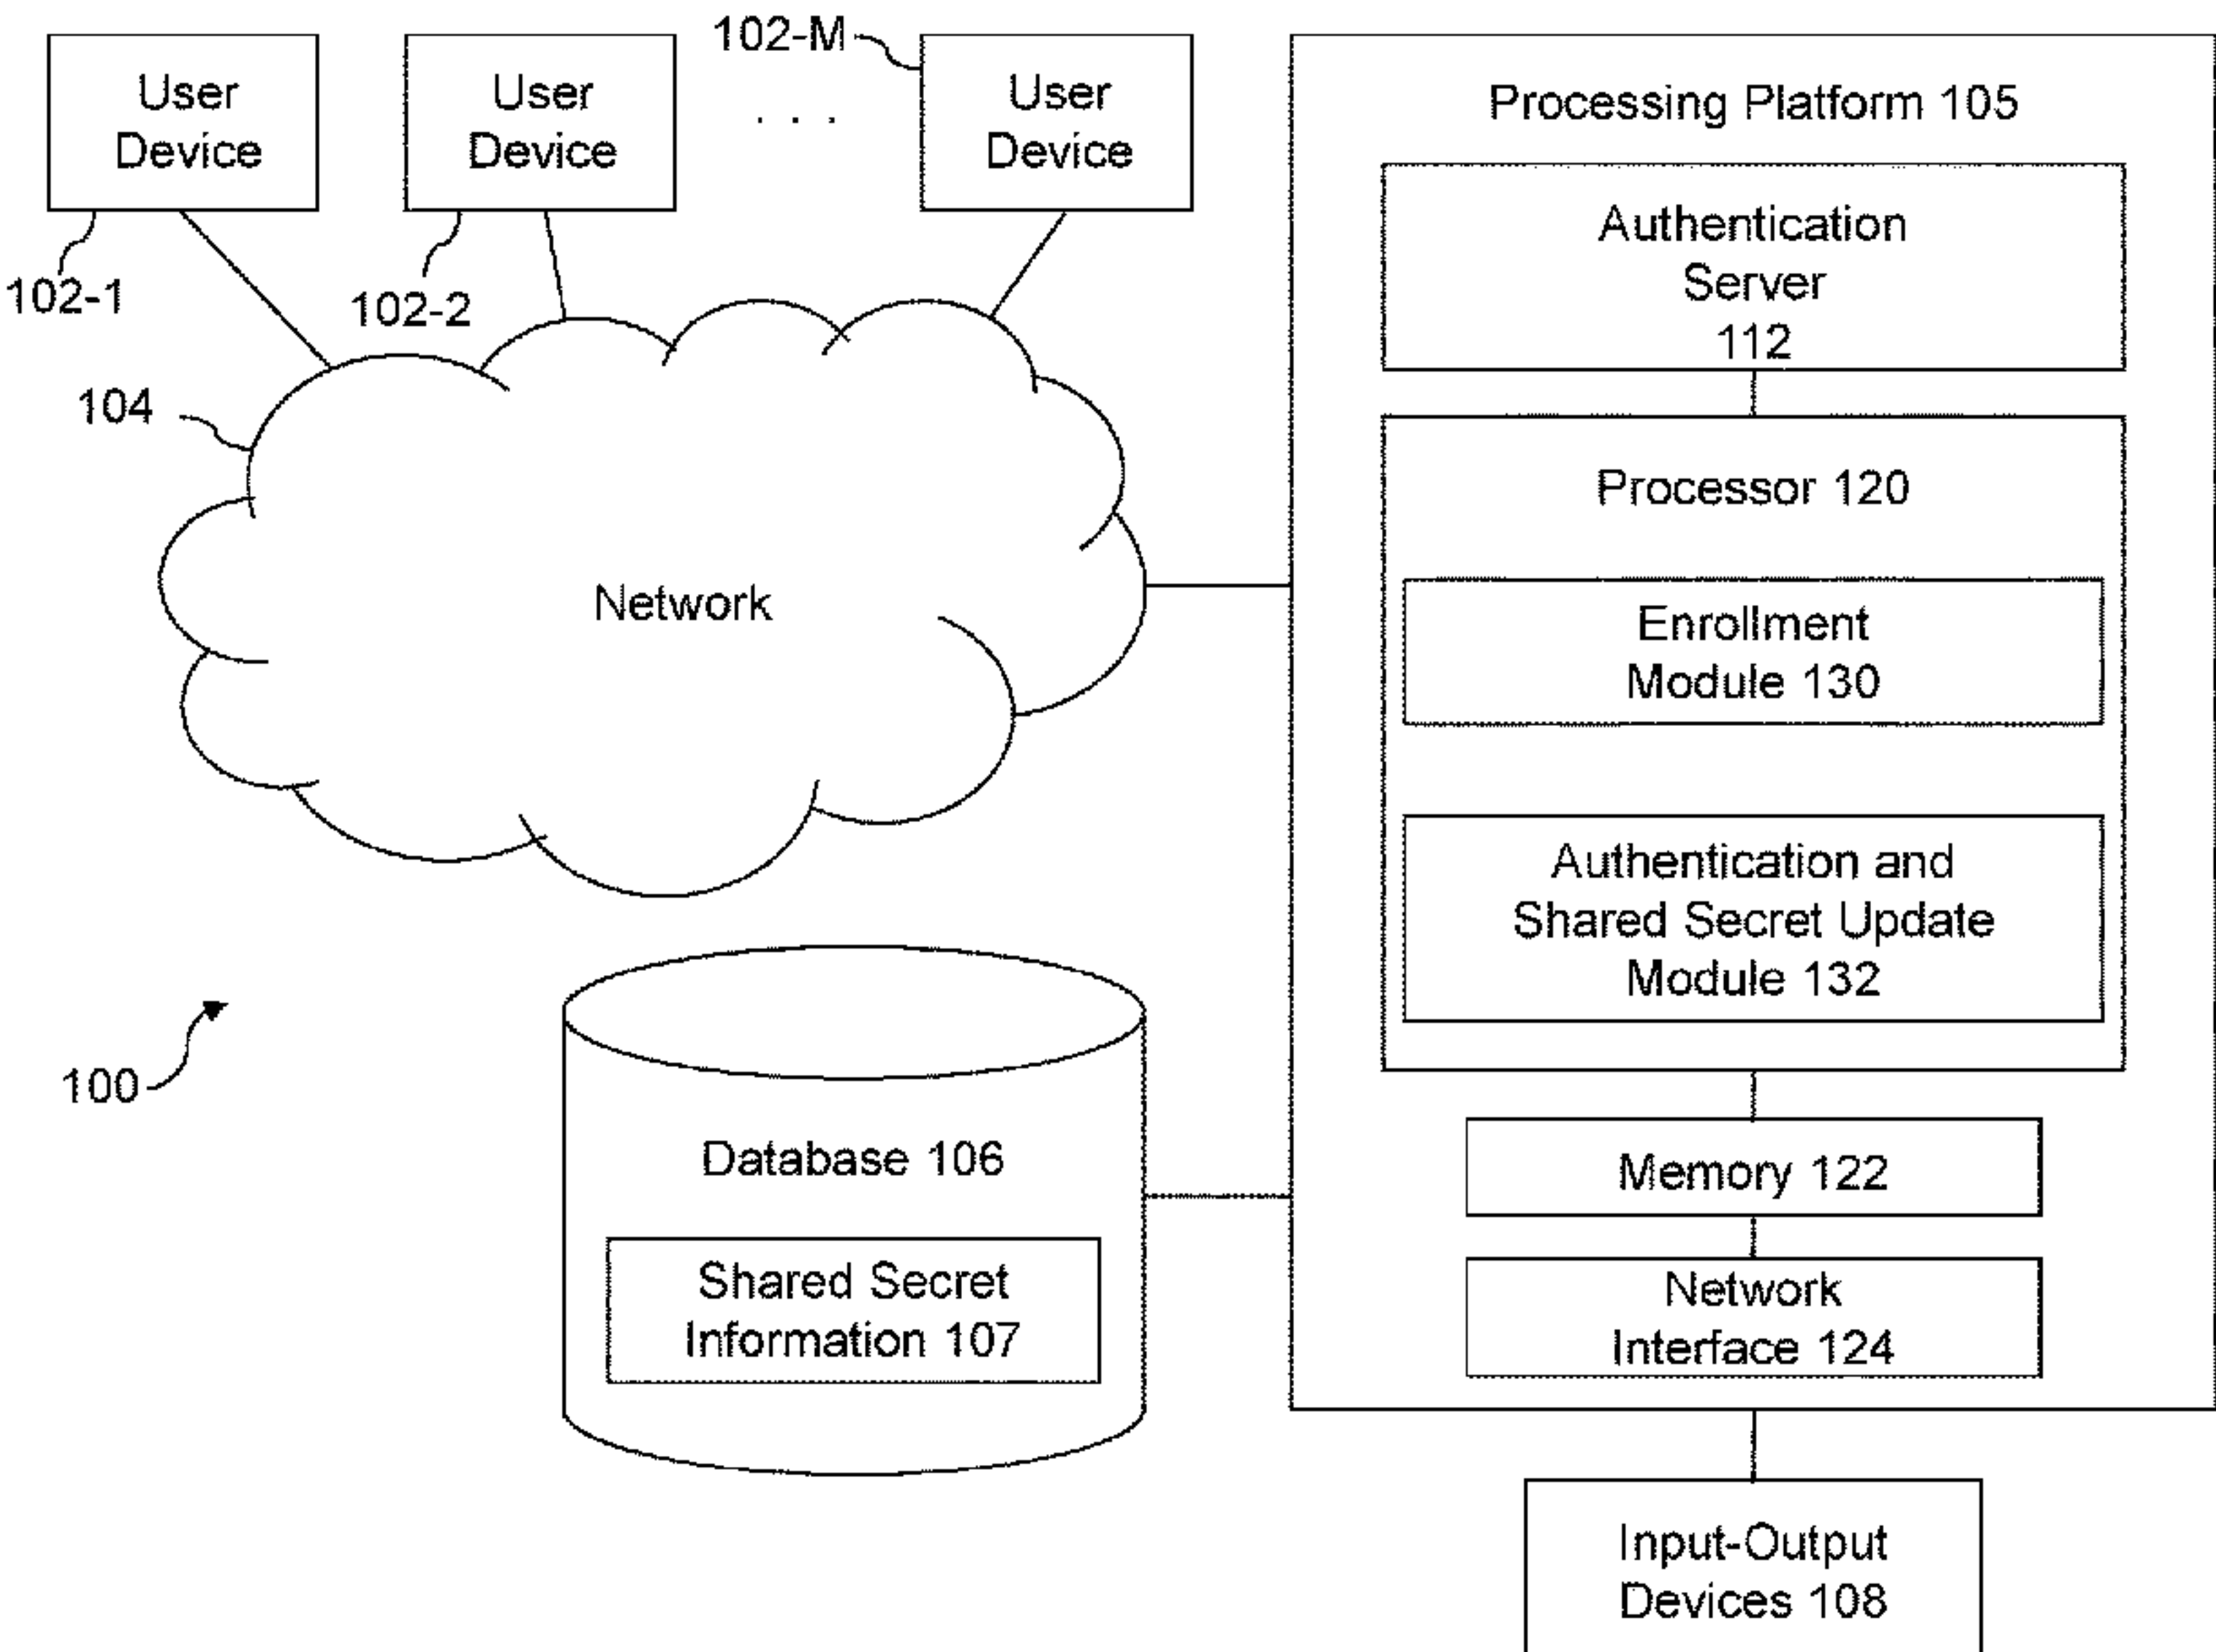 102-M
User
Device
User
Device
. . .
User
Device
102-1
102-2
104
Network
100
Database 106
Shared Secret
Information 107
Processing Platform 105
Authentication
Server
112
Processor 120
Enrollment
Module 130
Authentication and
Shared Secret Update
Module 132
Memory 122
Network
Interface 124
Input-Output
Devices 108